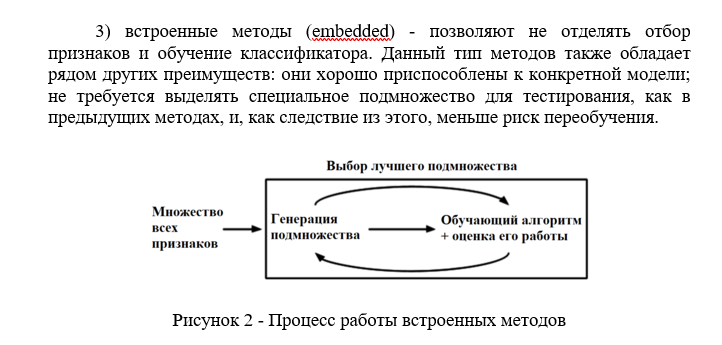 3) встроенные методы (embedded) - позволяют не отделять отбор
признаков и обучение классификатора. Данный тип методов также обладает
рядом других преимуществ: они хорошо приспособлены к конкретной модели;
не требуется выделять специальное подмножество для тестирования, как в
предыдущих методах, и, как следствие из этого, меньше риск переобучения.
Выбор лучшего подмножества
Множество
всех
признаков
Генерация
подмножества
Обучающий алгоритм
+ оценка его работы
Рисунок 2 - Процесс работы встроенных методов